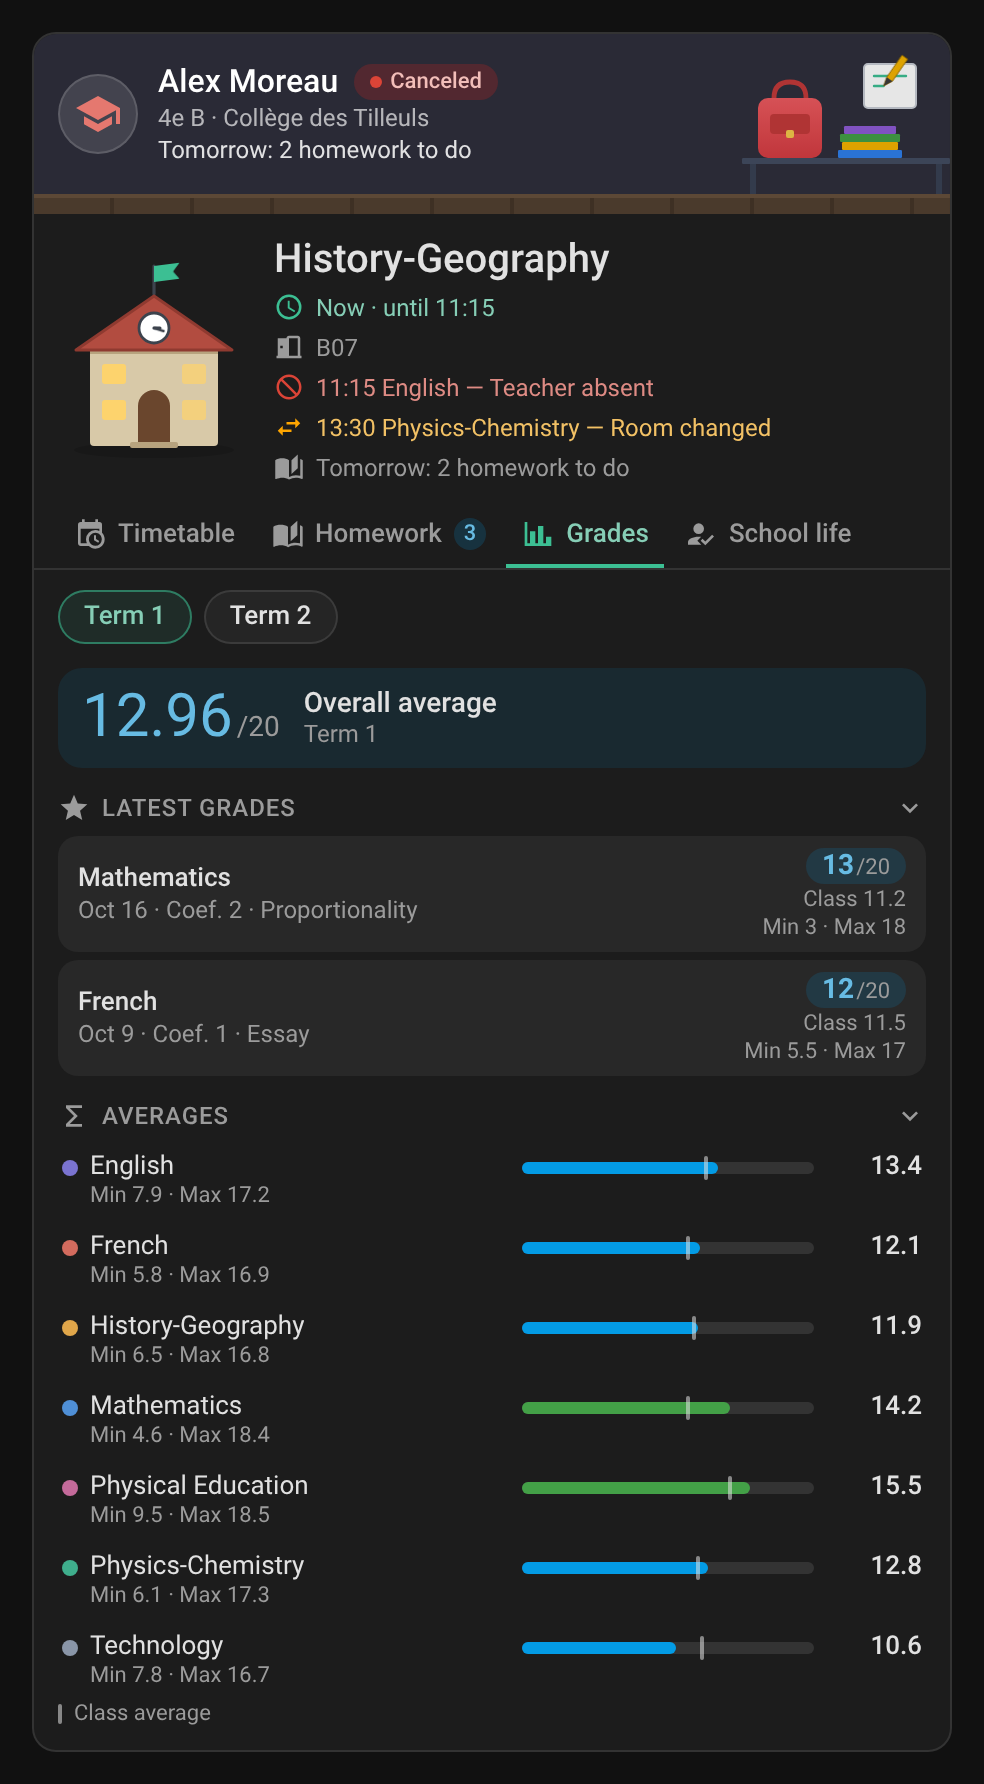 Alex Moreau
Canceled
4e B · Collège des Tilleuls
Tomorrow: 2 homework to do
History-Geography
Now · until 11:15
B07
11:15 English — Teacher absent
13:30 Physics-Chemistry — Room changed
Tomorrow: 2 homework to do
Timetable
Homework 3
Grades
School life
Term 1
Term 2
12.96/20
Overall average
Term 1
LATEST GRADES
Mathematics
Oct 16 · Coef. 2 · Proportionality
13/20
Class 11.2
Min 3 · Max 18
French
Oct 9 · Coef. 1 · Essay
12/20
Class 11.5
Min 5.5 · Max 17
AVERAGES
English
Min 7.9 · Max 17.2
13.4
French
Min 5.8 · Max 16.9
12.1
History-Geography
Min 6.5 · Max 16.8
11.9
Mathematics
Min 4.6 · Max 18.4
14.2
Physical Education
Min 9.5 · Max 18.5
15.5
Physics-Chemistry
Min 6.1 · Max 17.3
12.8
Technology
Min 7.8 · Max 16.7
10.6
Class average